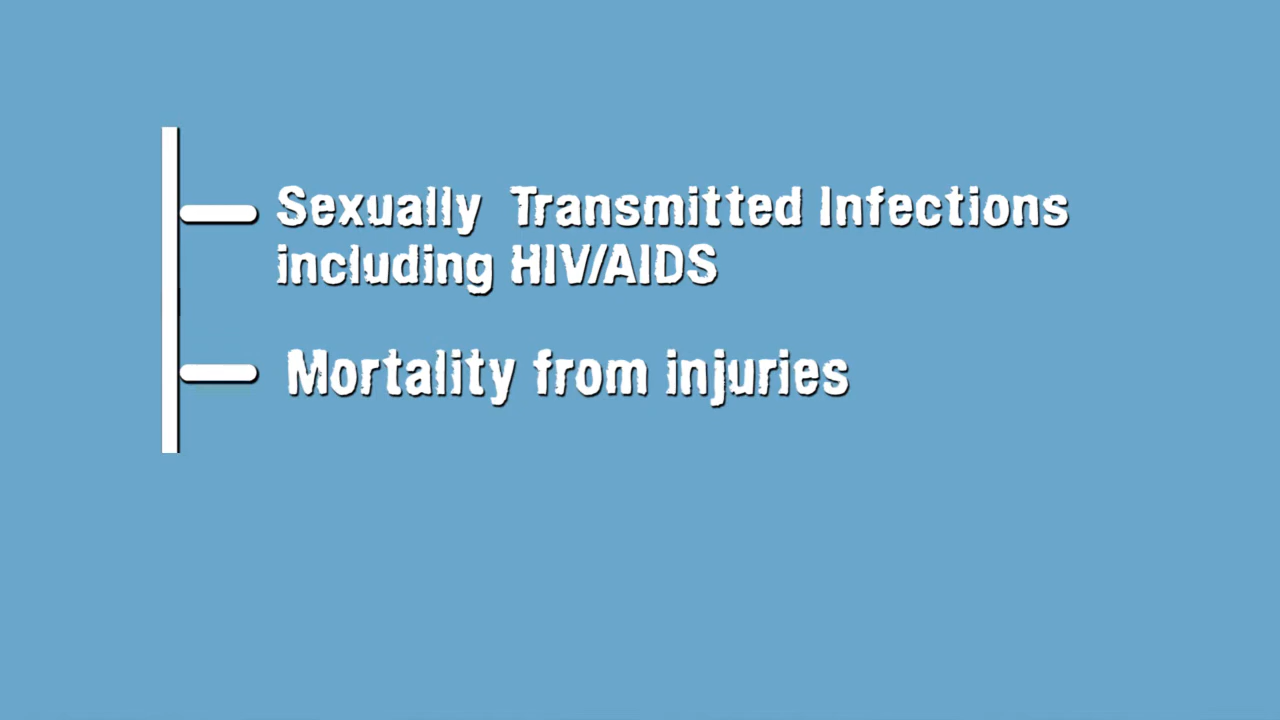 Sexually Transmitted Infections
including HIV/AIDS
Mortality from injuries